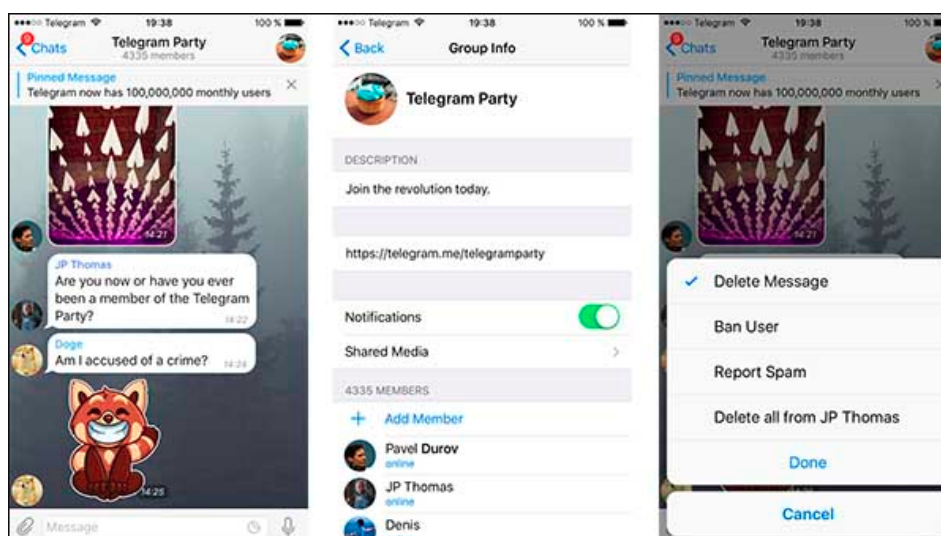 Telegram 19:38 100 %
Chats Telegram Party
4335 members
Pinned Message
Telegram now has 100,000,000 monthly users
14:21
JP Thomas
Are you now or have you ever
been a member of the Telegram
Party?
14:22
Doge
Am I accused of a crime?
14:24
14:25
Message
Telegram 19:38 100 %
Back Group Info
Telegram Party
DESCRIPTION
Join the revolution today.
https://telegram.me/telegramparty
Notifications
Shared Media
4335 MEMBERS
+ Add Member
Pavel Durov
online
JP Thomas
online
Denis
Telegram 19:38 100 %
Chats Telegram Party
4335 members
Pinned Message
Telegram now has 100,000,000 monthly users
14:21
Delete Message
Ban User
Report Spam
Delete all from JP Thomas
Done
Cancel